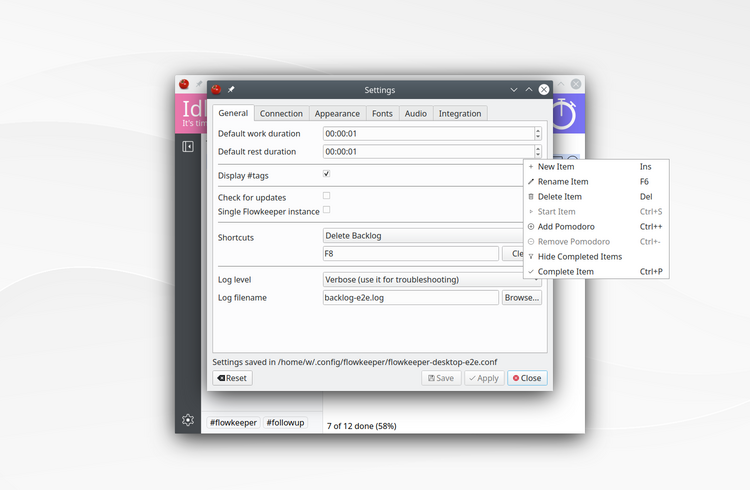 Settings
Idl
It's tim
General Connection Appearance Fonts Audio Integration
Default work duration 00:00:01
Default rest duration 00:00:01
Display #tags
Check for updates
Single Flowkeeper instance
Shortcuts Delete Backlog
F8 Cle
Log level Verbose (use it for troubleshooting)
Log filename backlog-e2e.log Browse...
New Item Ins
Rename Item F6
Delete Item Del
Start Item Ctrl+S
Add Pomodoro Ctrl++
Remove Pomodoro Ctrl+-
Hide Completed Items
Complete Item Ctrl+P
Settings saved in /home/w/.config/flowkeeper/flowkeeper-desktop-e2e.conf
Reset Save Apply Close
#flowkeeper #followup
7 of 12 done (58%)